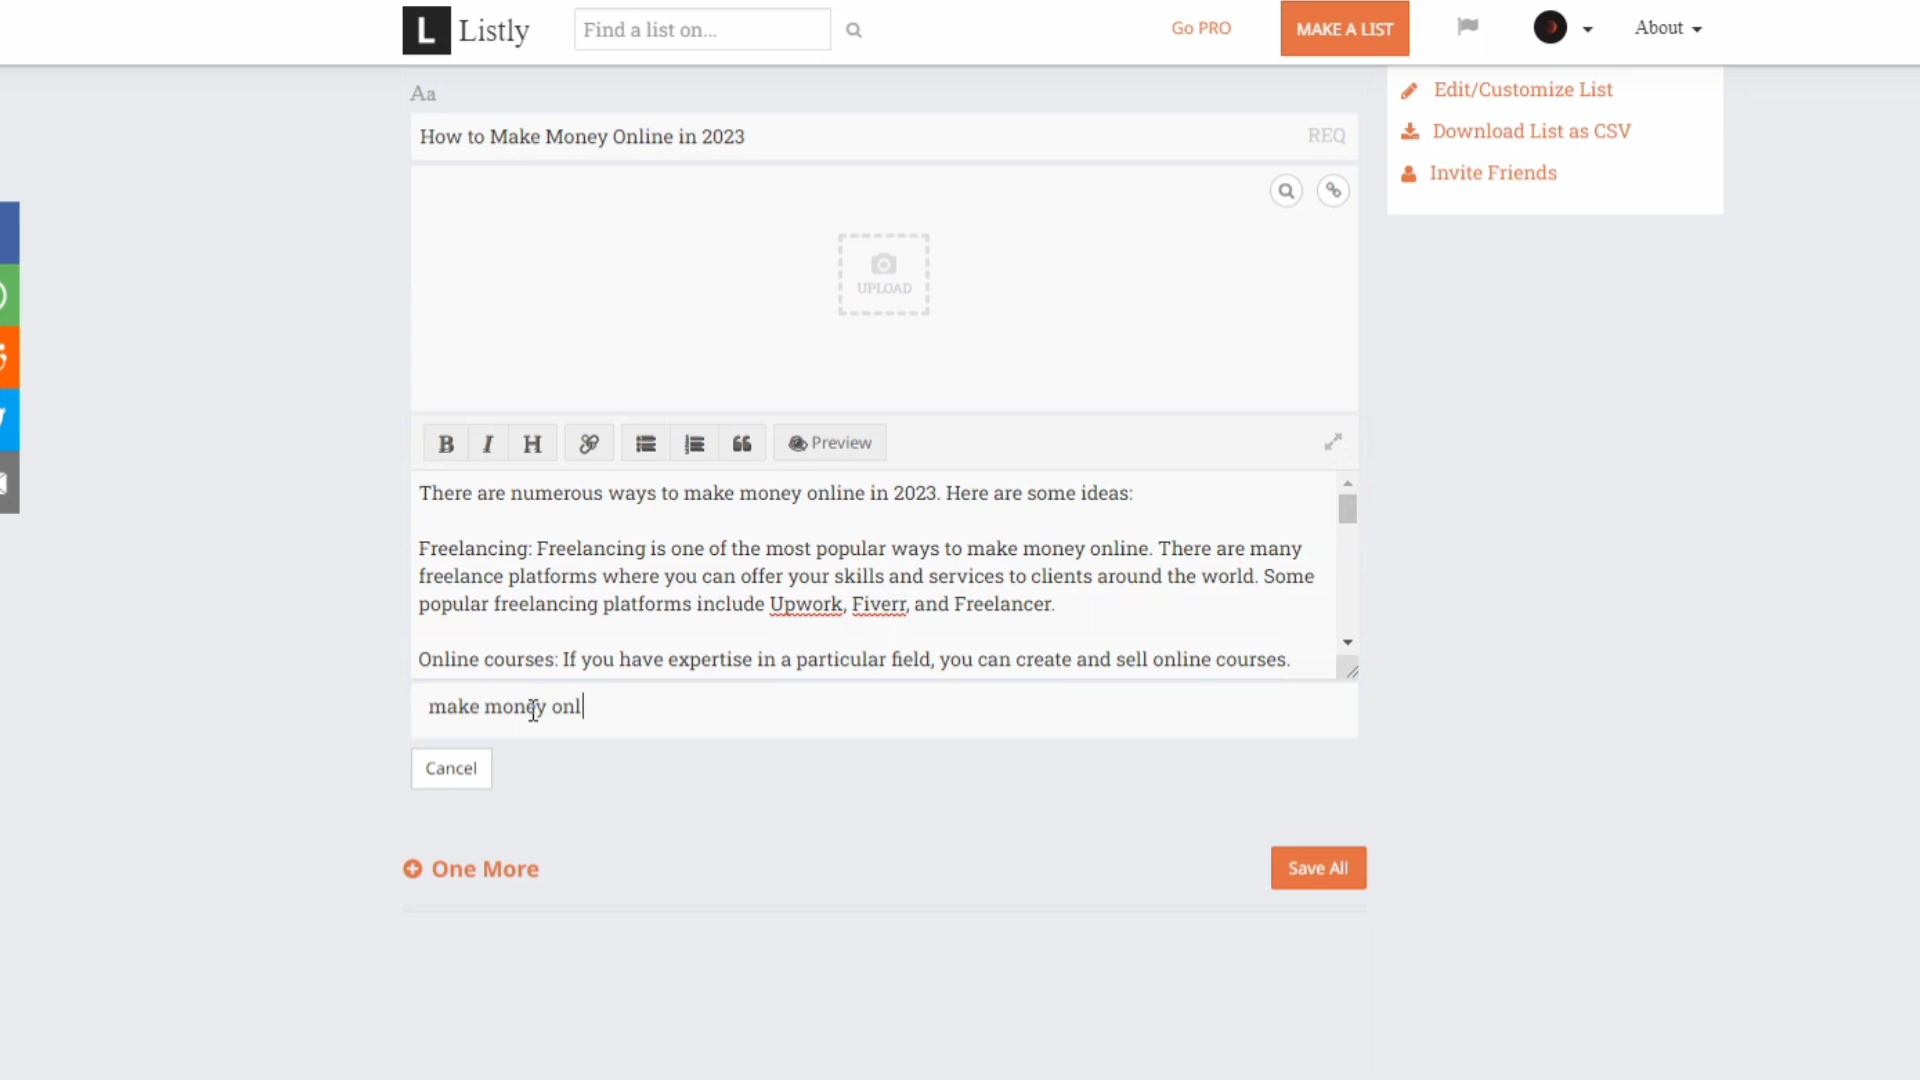 L Listly
Find a list on...
Go PRO
MAKE A LIST
About
Aa
How to Make Money Online in 2023
REQ
UPLOAD
B I H
Preview
There are numerous ways to make money online in 2023. Here are some ideas:
Freelancing: Freelancing is one of the most popular ways to make money online. There are many
freelance platforms where you can offer your skills and services to clients around the world. Some
popular freelancing platforms include Upwork, Fiverr, and Freelancer.
Online courses: If you have expertise in a particular field, you can create and sell online courses.
make money onl
Cancel
One More
Save All
Edit/Customize List
Download List as CSV
Invite Friends